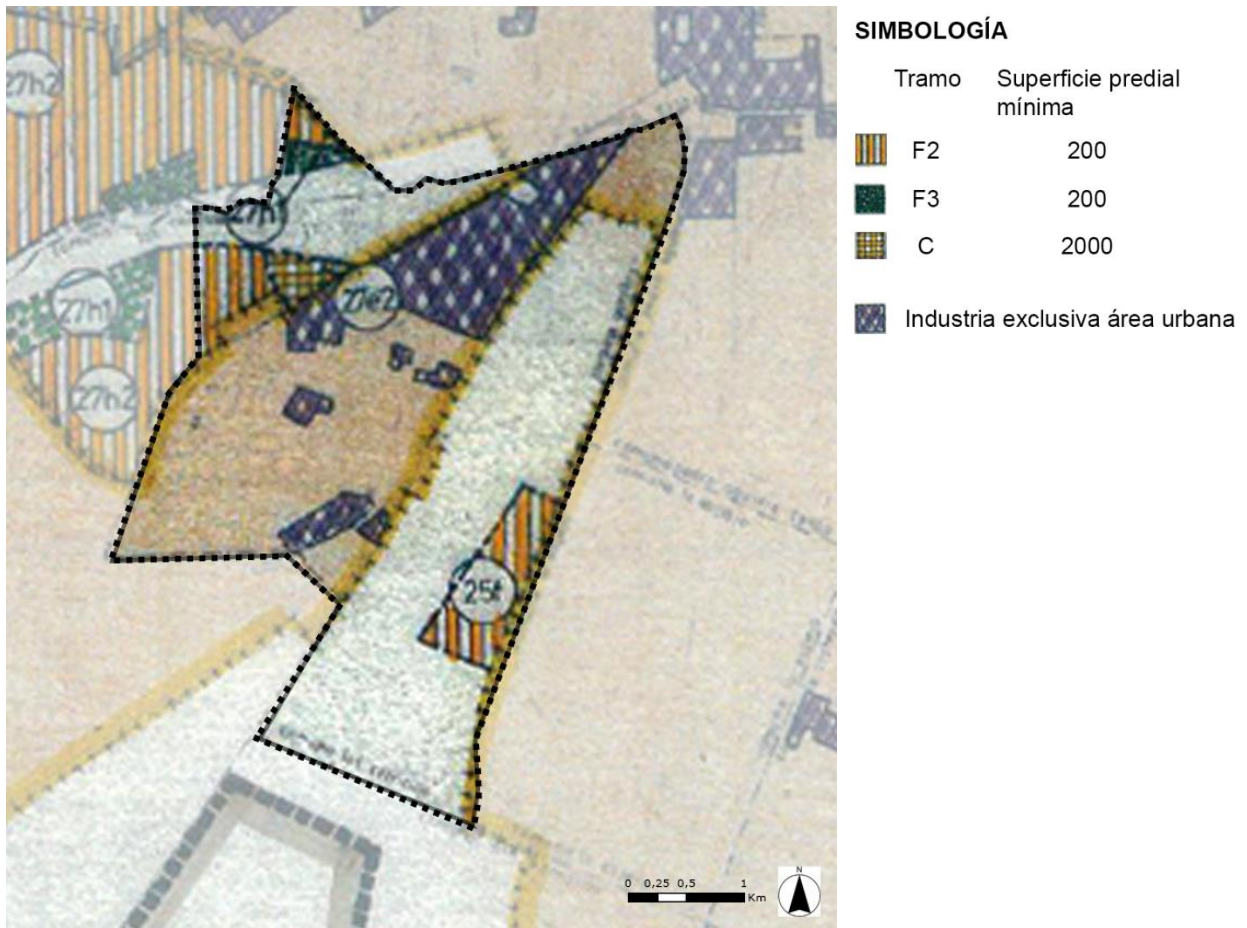 SIMBOLOGÍA
Tramo Superficie predial
mínima
F2 200
F3 200
C 2000
Industria exclusiva área urbana
27h2
27h1
27e2
27h1
27h2
0 0,25 0,5 1
Km
N